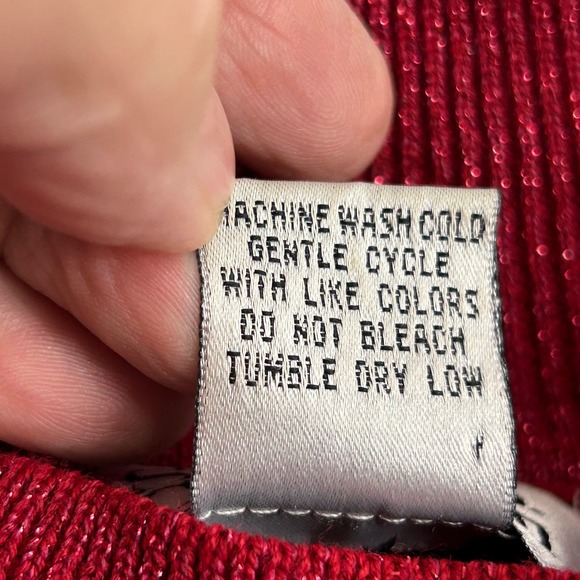 MACHINE WASH COLD
GENTLE CYCLE
WITH LIKE COLORS
DO NOT BLEACH
TUMBLE DRY LOW